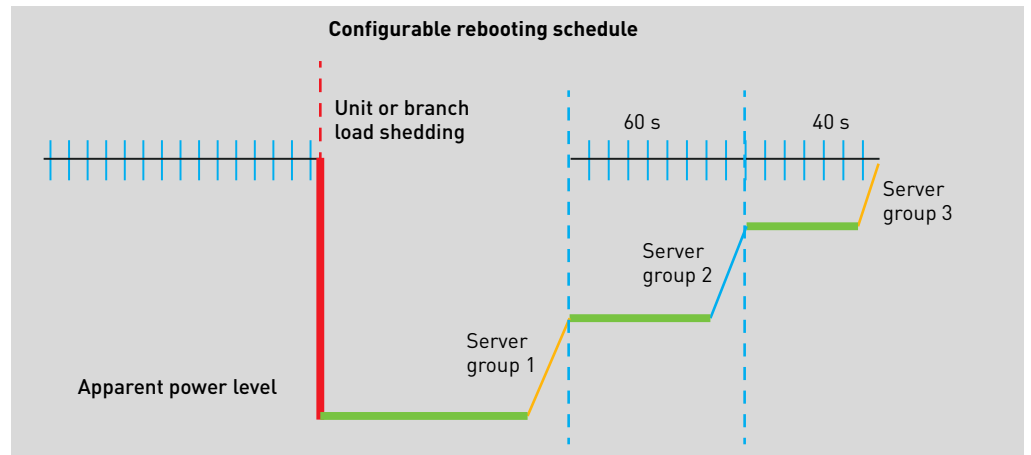 Configurable rebooting schedule
Unit or branch
load shedding
60 s
40 s
Server
group 3
Server
group 2
Server
group 1
Apparent power level